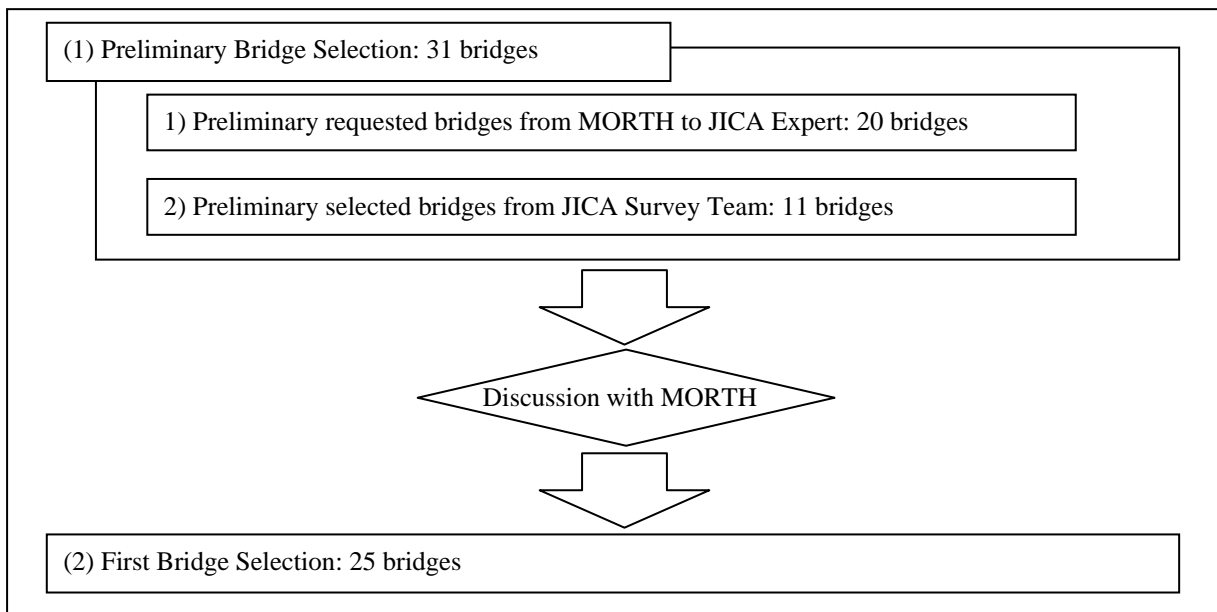 (1) Preliminary Bridge Selection: 31 bridges
1) Preliminary requested bridges from MORTH to JICA Expert: 20 bridges
2) Preliminary selected bridges from JICA Survey Team: 11 bridges
Discussion with MORTH
(2) First Bridge Selection: 25 bridges